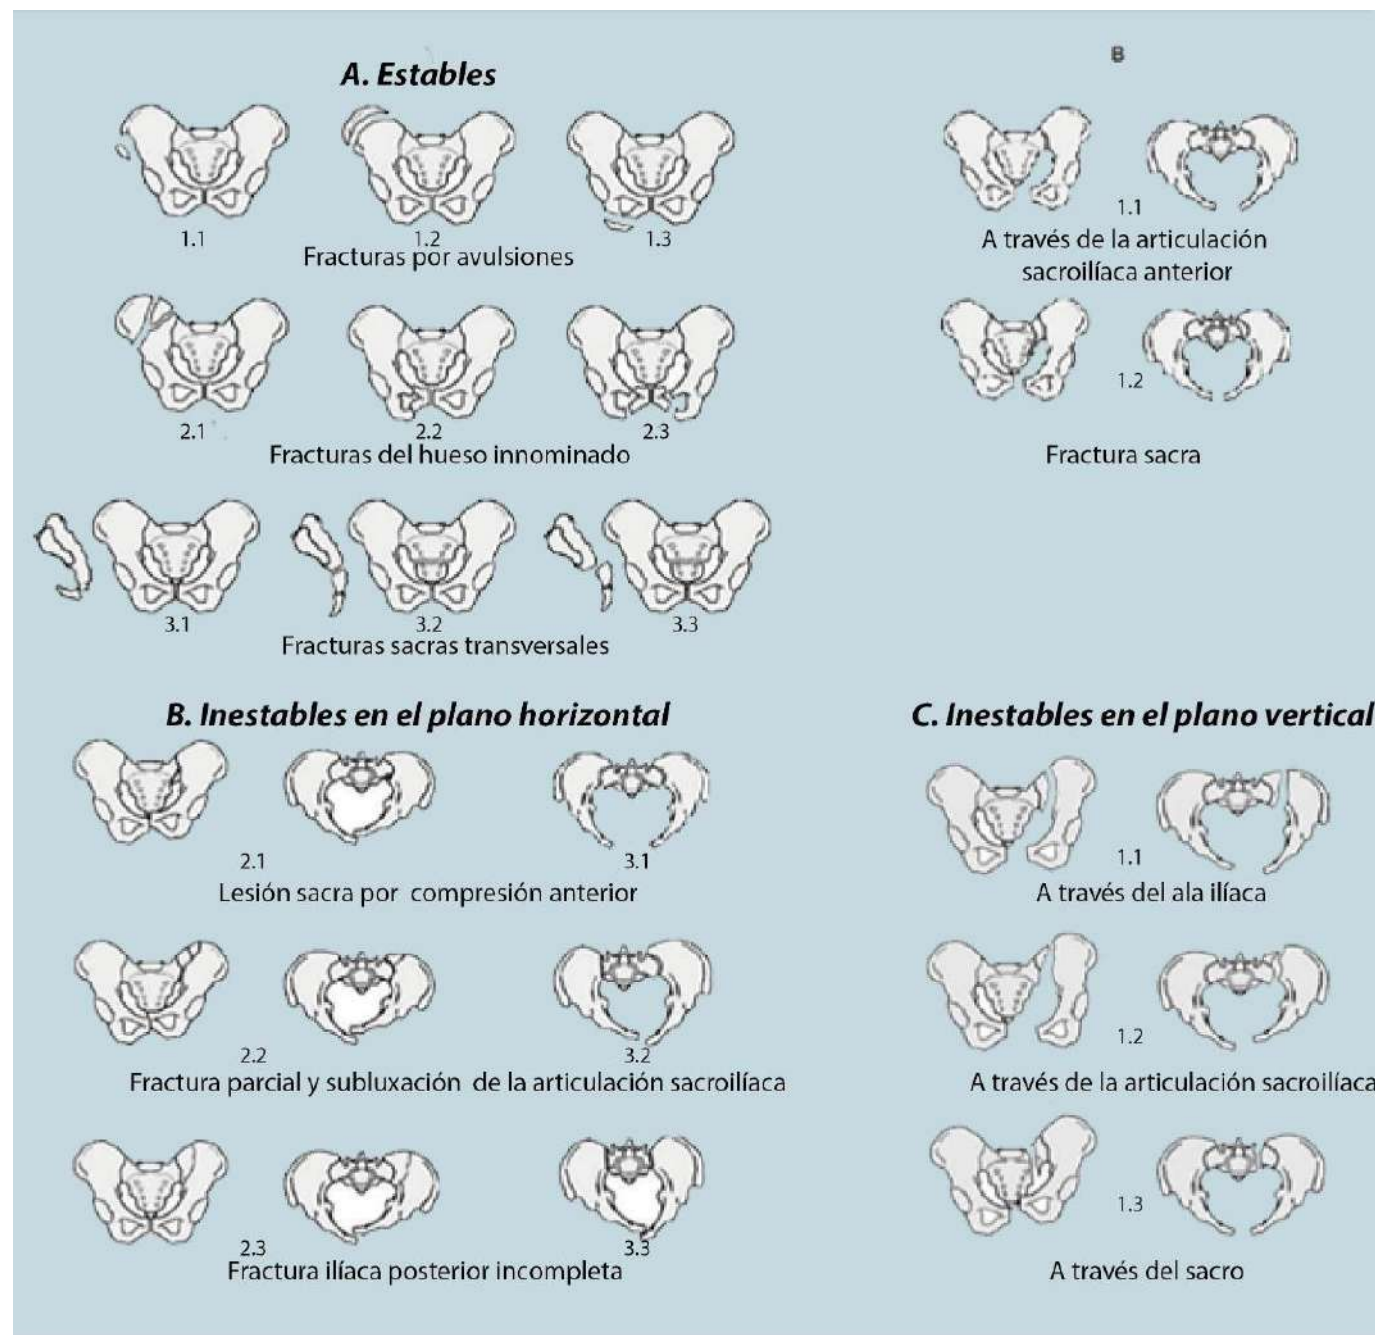 A. Estables
1.1
1.2
1.3
Fracturas por avulsiones
2.1
2.2
2.3
Fracturas del hueso innominado
3.1
3.2
3.3
Fracturas sacras transversales
B
1.1
A través de la articulación
sacroilíaca anterior
1.2
Fractura sacra
B. Inestables en el plano horizontal
2.1
3.1
Lesión sacra por compresión anterior
2.2
3.2
Fractura parcial y subluxación de la articulación sacroilíaca
2.3
3.3
Fractura ilíaca posterior incompleta
C. Inestables en el plano vertical
1.1
A través del ala ilíaca
1.2
A través de la articulación sacroilíaca
1.3
A través del sacro